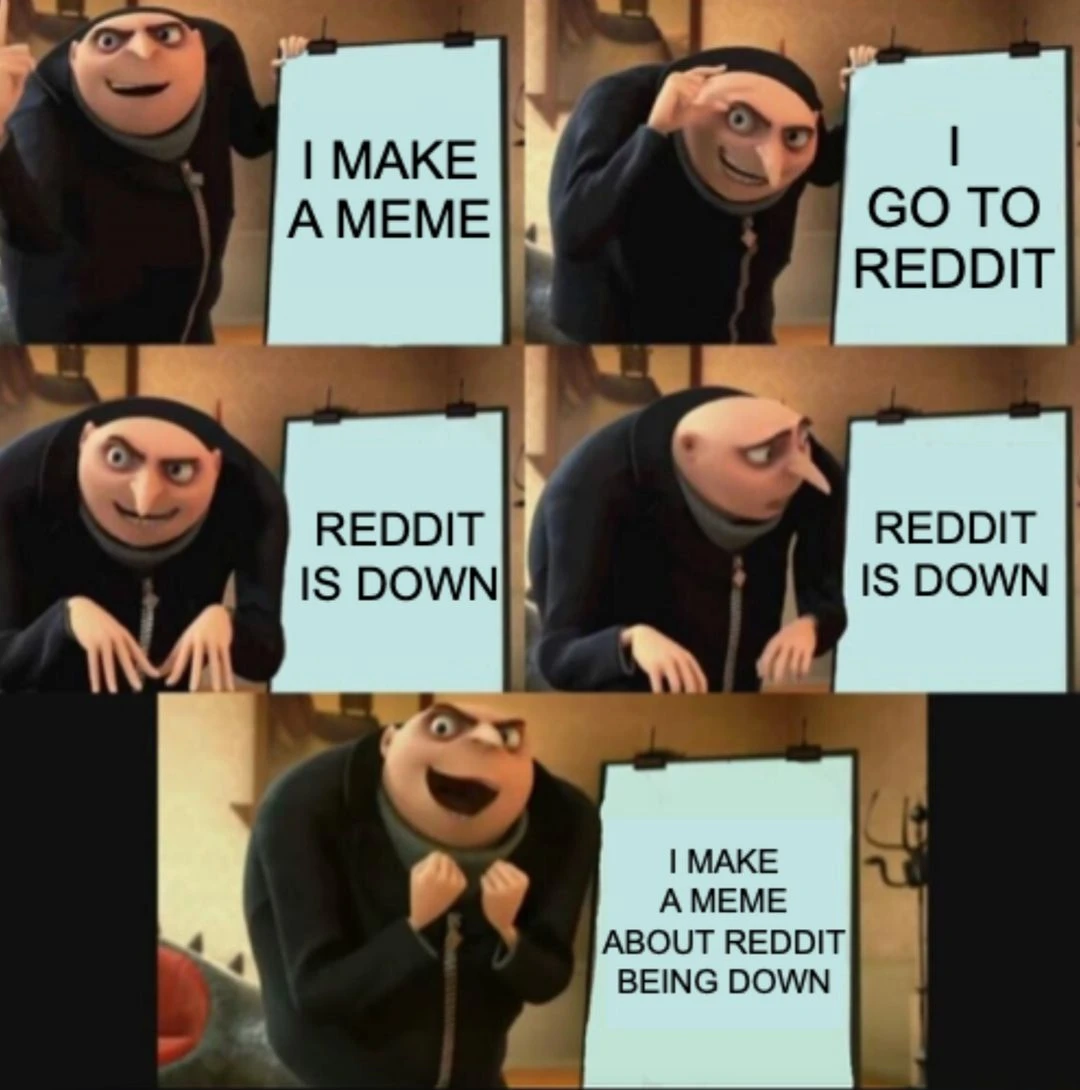 I MAKE
A MEME
I
GO TO
REDDIT
REDDIT
IS DOWN
REDDIT
IS DOWN
I MAKE
A MEME
ABOUT REDDIT
BEING DOWN